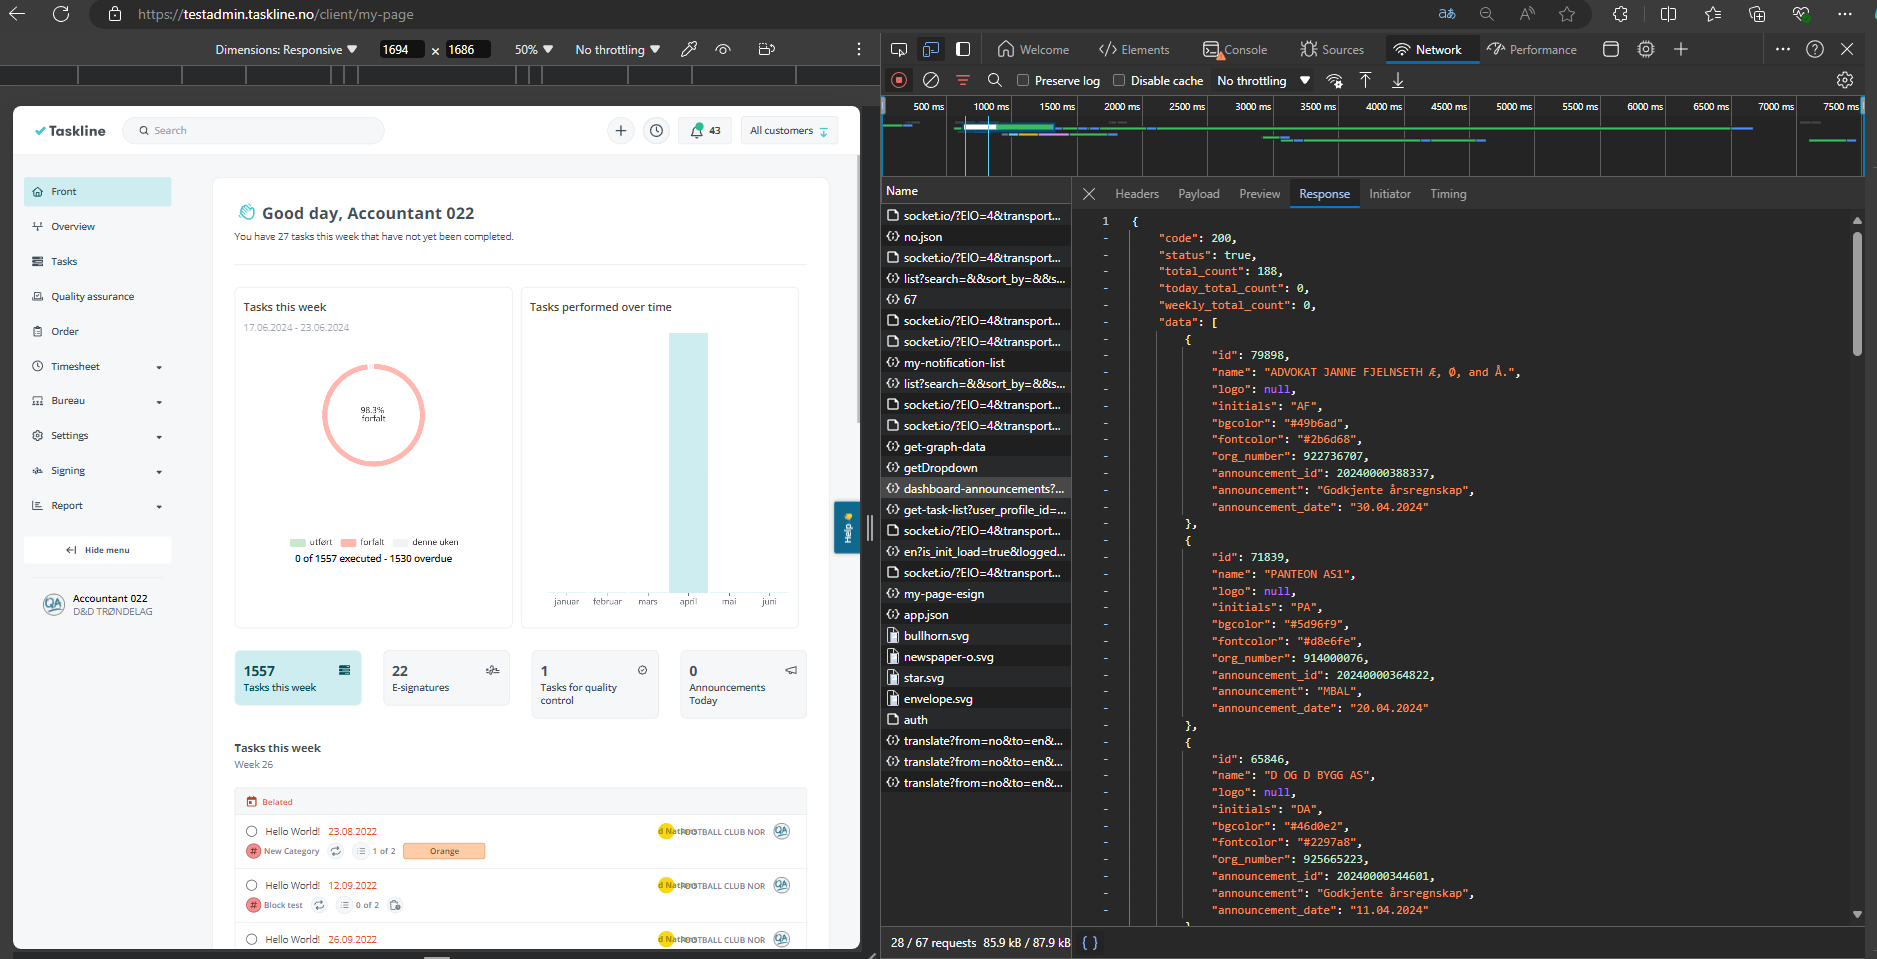 https://testadmin.taskline.no/client/my-page
Dimensions: Responsive
1694 × 1686
50%
No throttling
Welcome
Elements
Console
Sources
Network
Performance
Preserve log
Disable cache
No throttling
500 ms
1000 ms
1500 ms
2000 ms
2500 ms
3000 ms
3500 ms
4000 ms
4500 ms
5000 ms
5500 ms
6000 ms
6500 ms
7000 ms
7500 ms
Taskline
Search
43
All customers
Front
Overview
Tasks
Quality assurance
Order
Timesheet
Bureau
Settings
Signing
Report
Hide menu
Accountant 022
D&D TRØNDELAG
Good day, Accountant 022
You have 27 tasks this week that have not yet been completed.
Tasks this week
17.06.2024 - 23.06.2024
98.3%
forfalt
utført
forfalt
denne uken
0 of 1557 executed - 1530 overdue
Tasks performed over time
januar
februar
mars
april
mai
juni
Help
1557
Tasks this week
22
E-signatures
1
Tasks for quality
control
0
Announcements
Today
Tasks this week
Week 26
Belated
Hello World! 23.08.2022
FOOTBALL CLUB NOR
QA
New Category
1 of 2
Orange
Hello World! 12.09.2022
FOOTBALL CLUB NOR
QA
Block test
0 of 2
Hello World! 26.09.2022
FOOTBALL CLUB NOR
QA
Name
socket.io/?EIO=4&transport...
no.json
socket.io/?EIO=4&transport...
list?search=&&sort_by=&&s...
67
socket.io/?EIO=4&transport...
socket.io/?EIO=4&transport...
my-notification-list
list?search=&&sort_by=&&s...
socket.io/?EIO=4&transport...
socket.io/?EIO=4&transport...
get-graph-data
getDropdown
dashboard-announcements?...
get-task-list?user_profile_id=...
socket.io/?EIO=4&transport...
en?is_init_load=true&logged...
socket.io/?EIO=4&transport...
my-page-esign
app.json
bullhorn.svg
newspaper-o.svg
star.svg
envelope.svg
auth
translate?from=no&to=en&...
translate?from=no&to=en&...
translate?from=no&to=en&...
28 / 67 requests 85.9 kB / 87.9 kB
Headers
Payload
Preview
Response
Initiator
Timing
1 {
"code": 200,
"status": true,
"total_count": 188,
"today_total_count": 0,
"weekly_total_count": 0,
"data": [
{
"id": 79898,
"name": "ADVOKAT JANNE FJELNSETH Æ, Ø, and Å.",
"logo": null,
"initials": "AF",
"bgcolor": "#49b6ad",
"fontcolor": "#2b6d68",
"org_number": 922736707,
"announcement_id": 20240000388337,
"announcement": "Godkjente årsregnskap",
"announcement_date": "30.04.2024"
},
{
"id": 71839,
"name": "PANTEON AS1",
"logo": null,
"initials": "PA",
"bgcolor": "#5d96f9",
"fontcolor": "#d8e6fe",
"org_number": 914000076,
"announcement_id": 20240000364822,
"announcement": "MBAL",
"announcement_date": "20.04.2024"
},
{
"id": 65846,
"name": "D OG D BYGG AS",
"logo": null,
"initials": "DA",
"bgcolor": "#46d0e2",
"fontcolor": "#2297a8",
"org_number": 925665223,
"announcement_id": 20240000344601,
"announcement": "Godkjente årsregnskap",
"announcement_date": "11.04.2024"
{ }